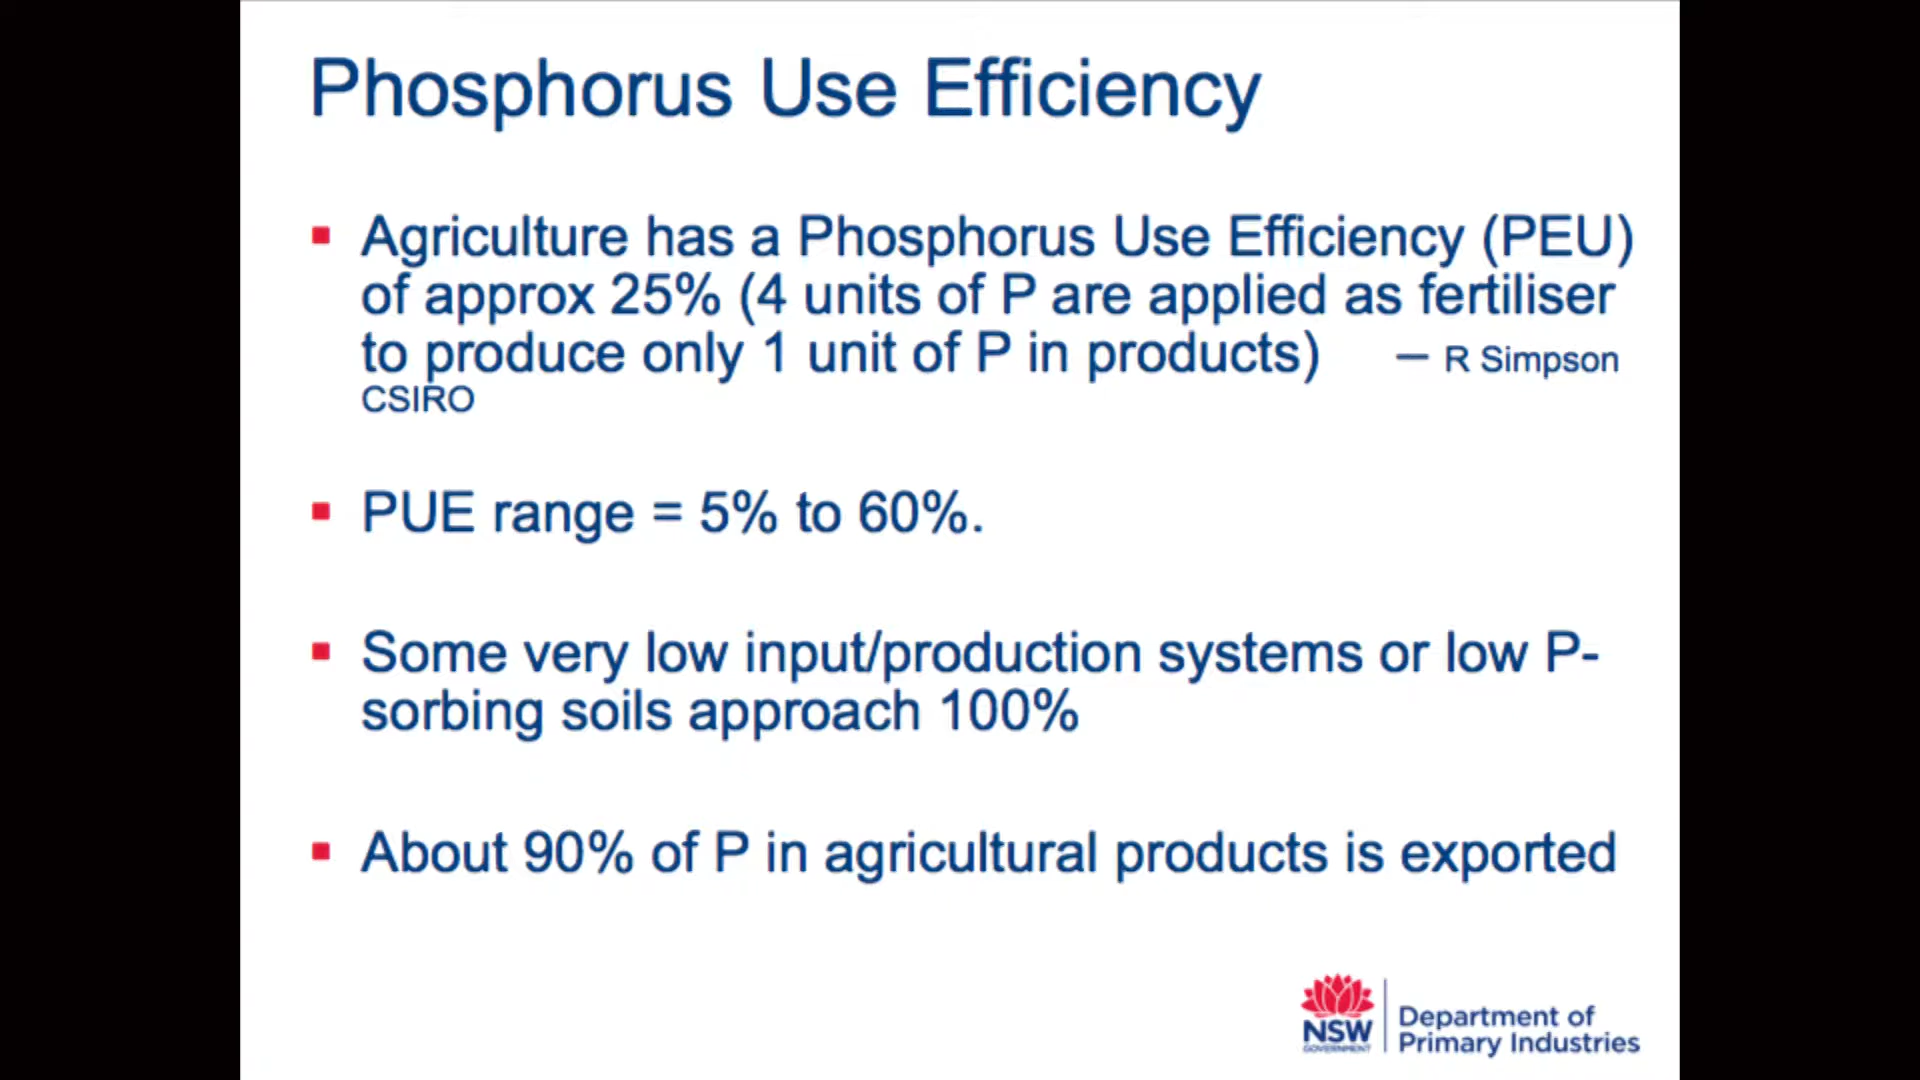 Phosphorus Use Efficiency
Agriculture has a Phosphorus Use Efficiency (PEU)
of approx 25% (4 units of P are applied as fertiliser
to produce only 1 unit of P in products) – R Simpson
CSIRO
PUE range = 5% to 60%.
Some very low input/production systems or low P-
sorbing soils approach 100%
About 90% of P in agricultural products is exported
NSW
GOVERNMENT
Department of
Primary Industries